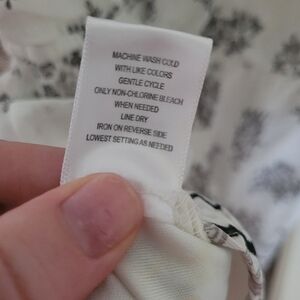 MACHINE WASH COLD
WITH LIKE COLORS
GENTLE CYCLE
ONLY NON-CHLORINE BLEACH
WHEN NEEDED
LINE DRY
IRON ON REVERSE SIDE
LOWEST SETTING AS NEEDED